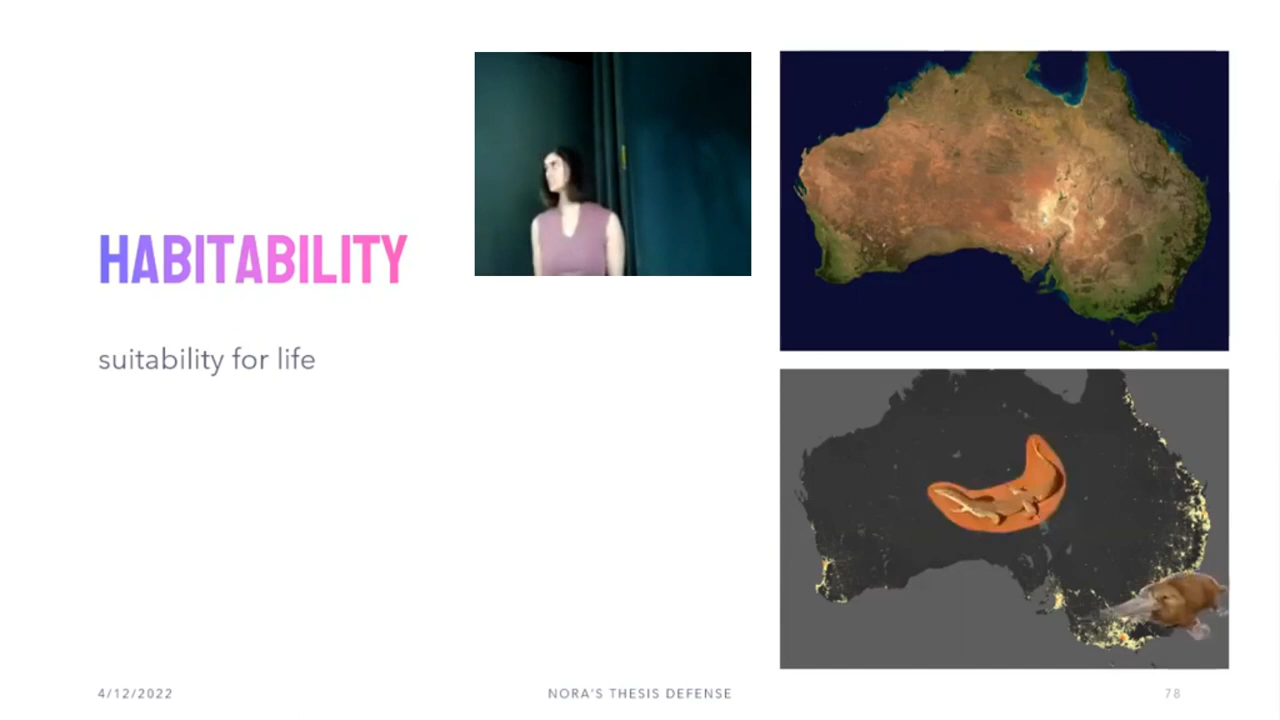 HABITABILITY
suitability for life
4/12/2022
NORA'S THESIS DEFENSE
78